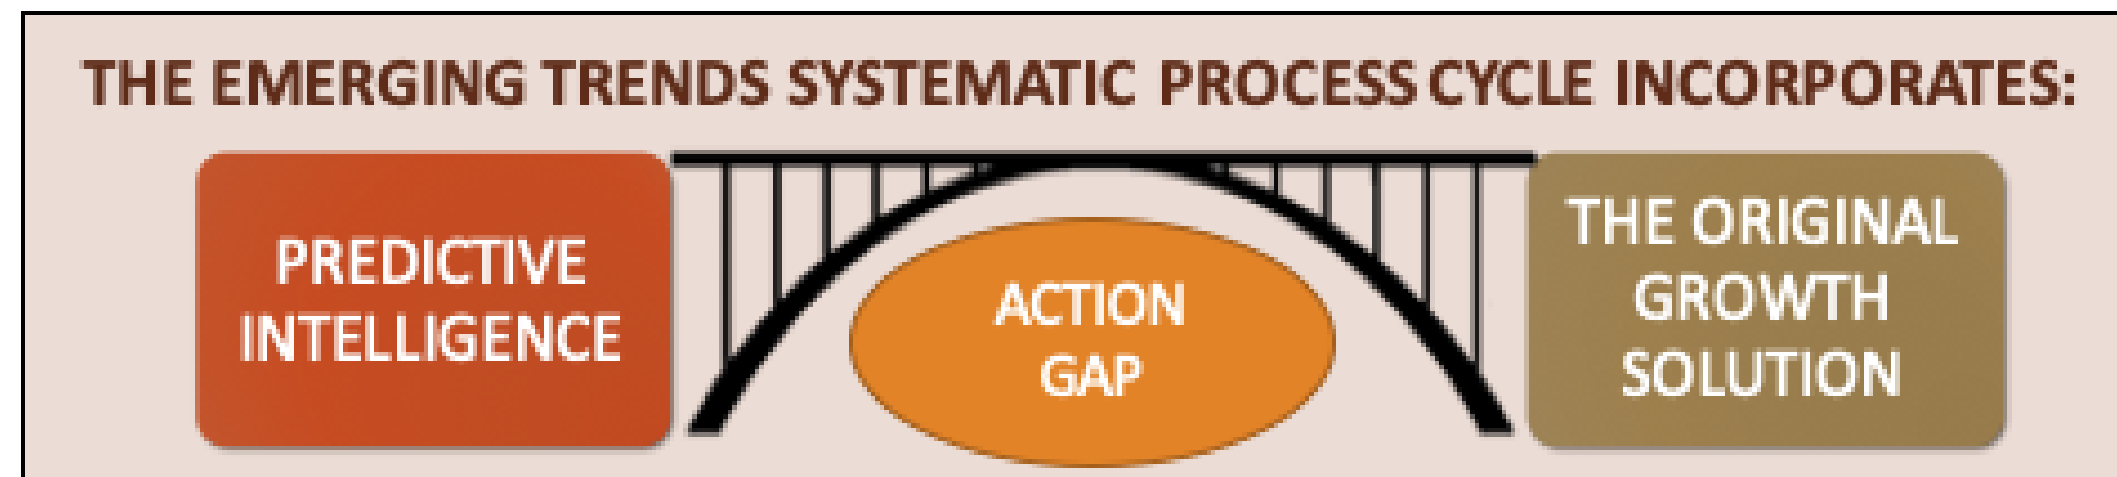 THE EMERGING TRENDS SYSTEMATIC PROCESS CYCLE INCORPORATES:
PREDICTIVE
INTELLIGENCE
ACTION
GAP
THE ORIGINAL
GROWTH
SOLUTION